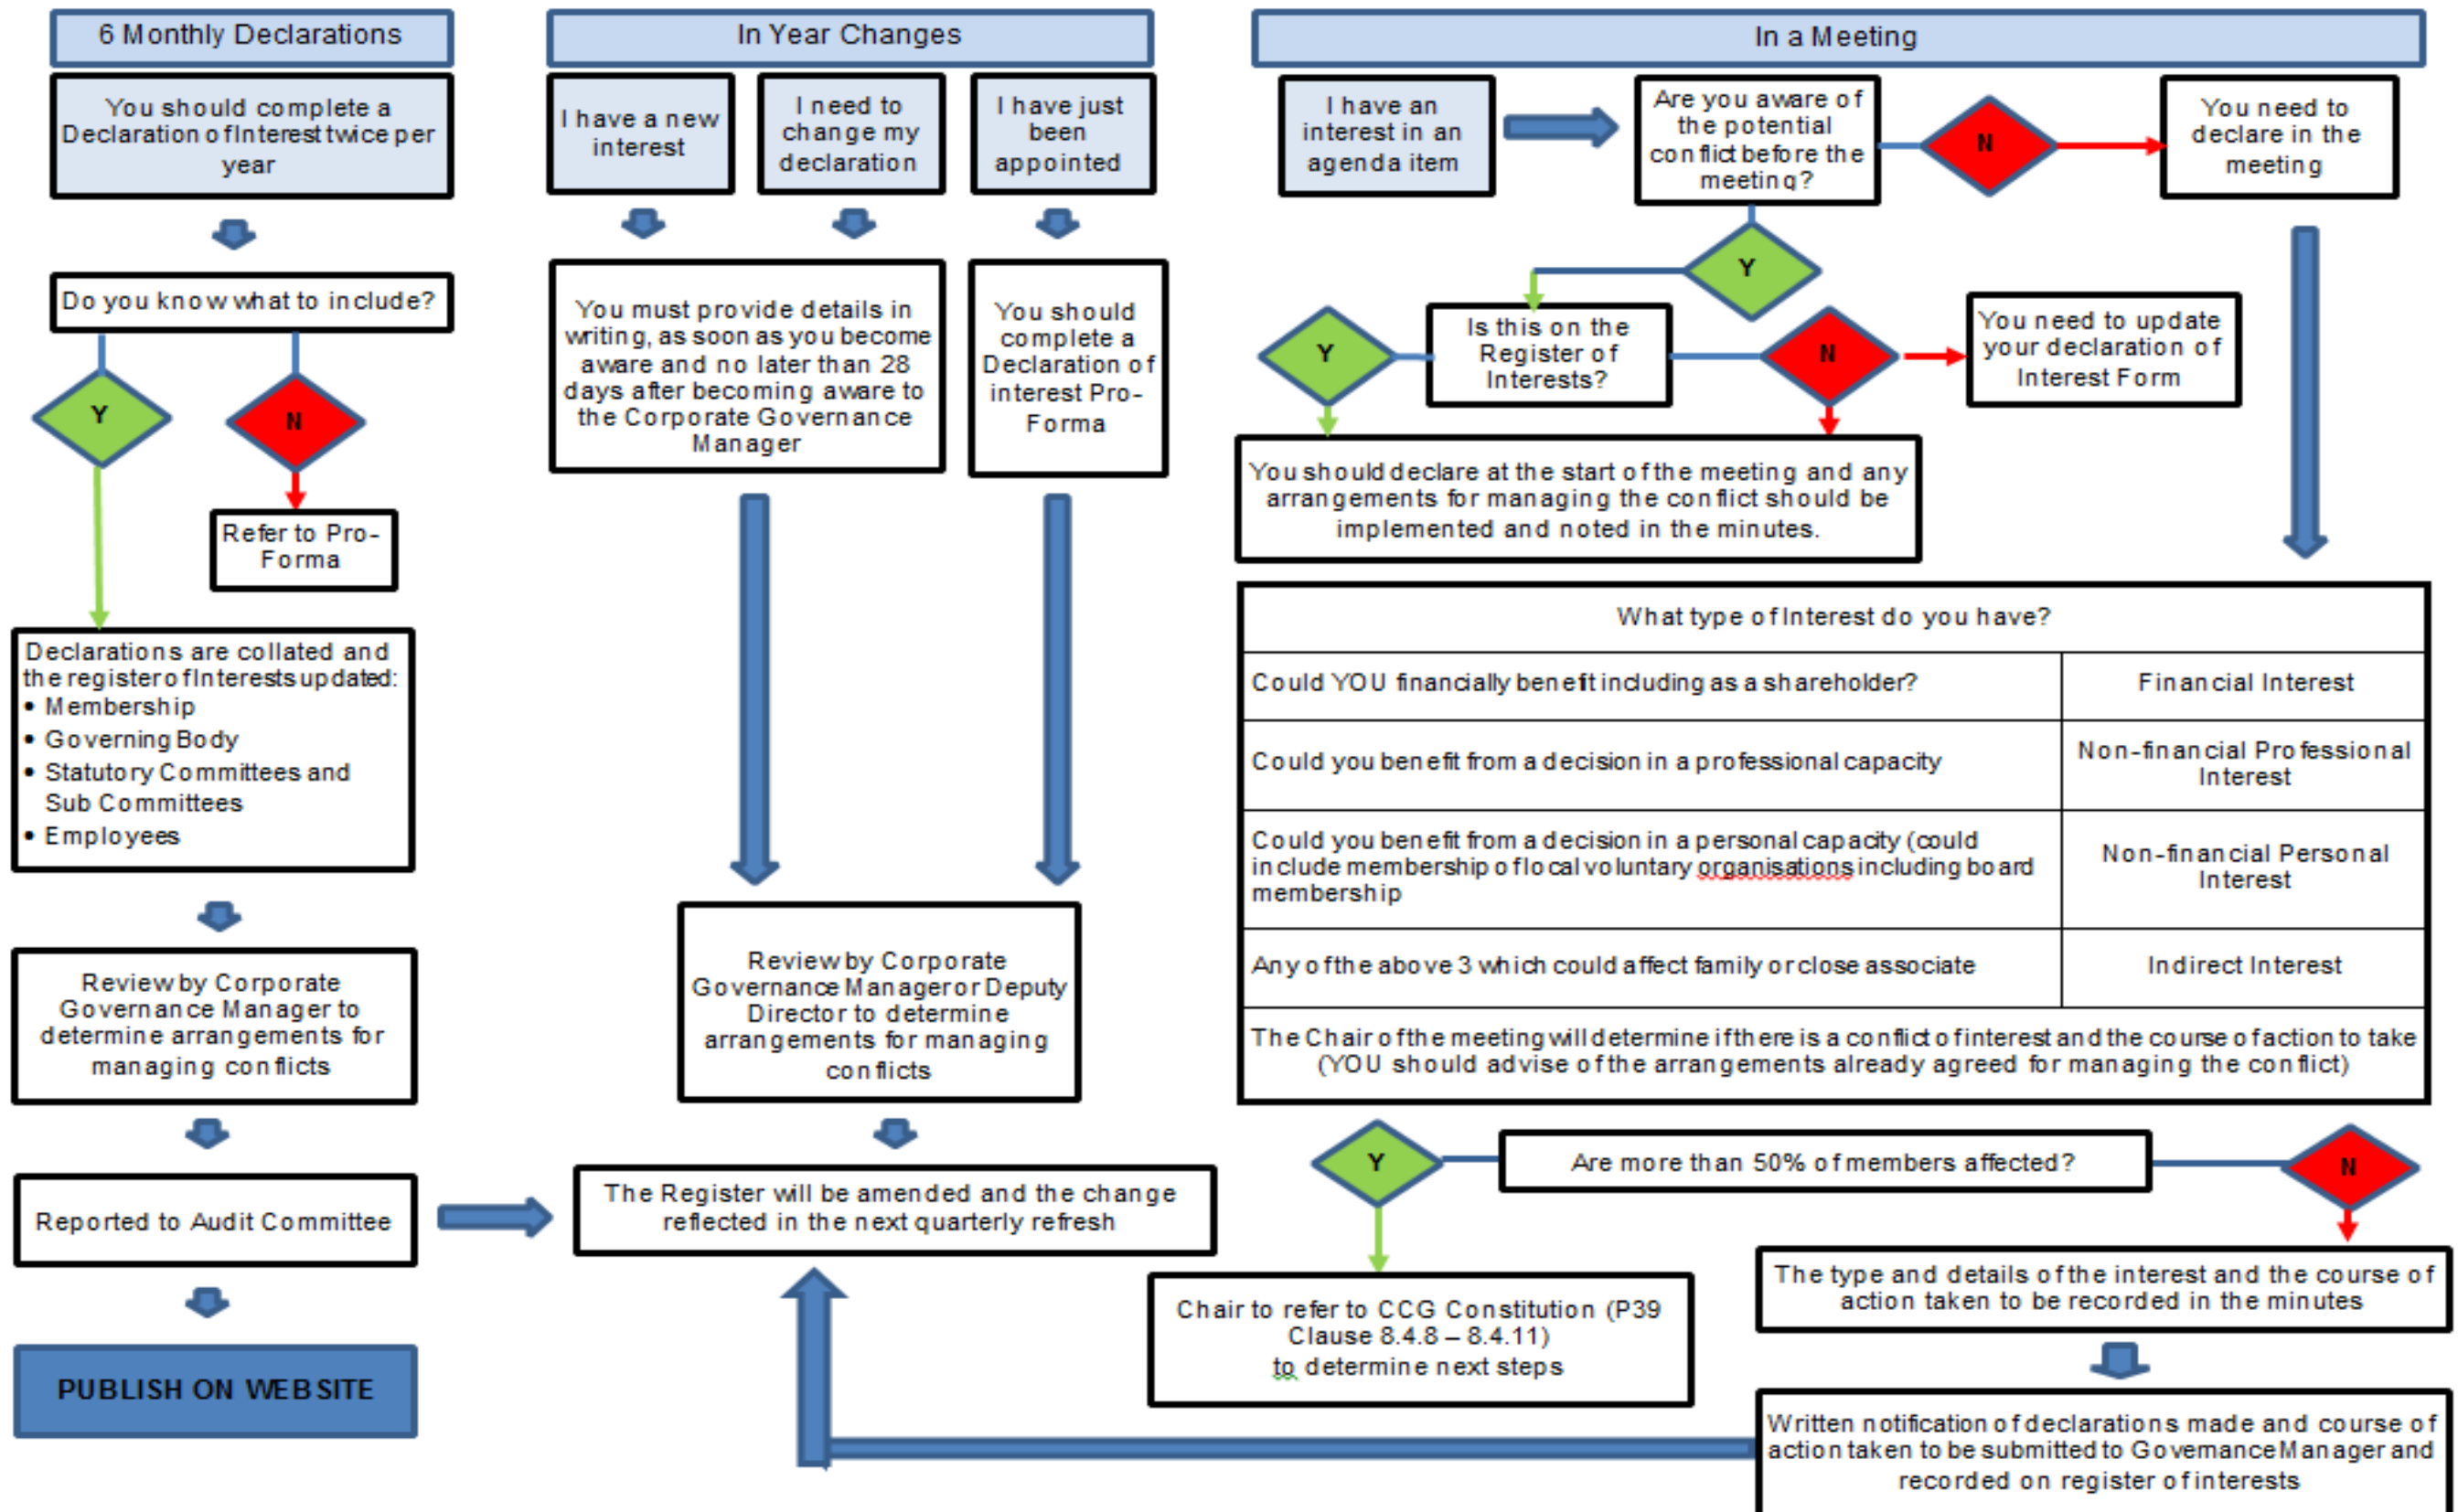 6 Monthly Declarations
You should complete a
Declaration of Interest twice per
year
Do you know what to include?
Y
N
Refer to Pro-
Forma
Declarations are collated and
the register of Interests updated:
• Membership
• Governing Body
• Statutory Committees and
Sub Committees
• Employees
Review by Corporate
Governance Manager to
determine arrangements for
managing conflicts
Reported to Audit Committee
PUBLISH ON WEBSITE
In Year Changes
I have a new
interest
I need to
change my
declaration
I have just
been
appointed
You must provide details in
writing, as soon as you become
aware and no later than 28
days after becoming aware to
the Corporate Governance
Manager
You should
complete a
Declaration of
interest Pro-
Forma
Review by Corporate
Governance Manager or Deputy
Director to determine
arrangements for managing
conflicts
The Register will be amended and the change
reflected in the next quarterly refresh
In a Meeting
I have an
interest in an
agenda item
Are you aware of
the potential
conflict before the
meeting?
N
You need to
declare in the
meeting
Y
Y
Is this on the
Register of
Interests?
N
You need to update
your declaration of
Interest Form
You should declare at the start of the meeting and any
arrangements for managing the conflict should be
implemented and noted in the minutes.
What type of Interest do you have?
Could YOU financially benefit including as a shareholder?
Financial Interest
Could you benefit from a decision in a professional capacity
Non-financial Professional
Interest
Could you benefit from a decision in a personal capacity (could
include membership of local voluntary organisations including board
membership
Non-financial Personal
Interest
Any of the above 3 which could affect family or close associate
Indirect Interest
The Chair of the meeting will determine if there is a conflict of interest and the course of action to take
(YOU should advise of the arrangements already agreed for managing the conflict)
Y
Are more than 50% of members affected?
N
Chair to refer to CCG Constitution (P39
Clause 8.4.8 – 8.4.11)
to determine next steps
The type and details of the interest and the course of
action taken to be recorded in the minutes
Written notification of declarations made and course of
action taken to be submitted to Governance Manager and
recorded on register of interests